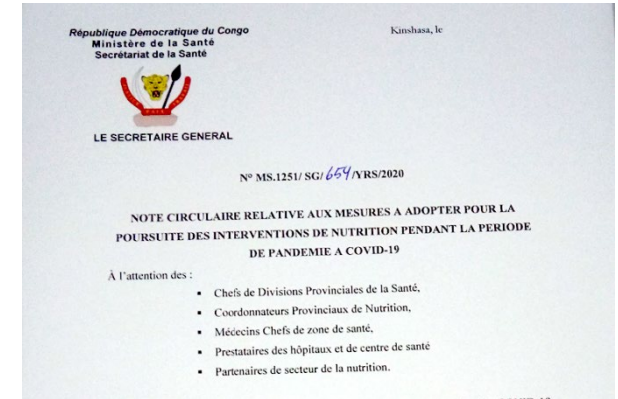 République Démocratique du Congo
Ministère de la Santé
Secrétariat de la Santé
Kinshasa, le
LE SECRETAIRE GENERAL
N° MS.1251/ SG/ 654 /YRS/2020
NOTE CIRCULAIRE RELATIVE AUX MESURES A ADOPTER POUR LA
POURSUITE DES INTERVENTIONS DE NUTRITION PENDANT LA PERIODE
DE PANDEMIE A COVID-19
À l'attention des :
▪ Chefs de Divisions Provinciales de la Santé,
▪ Coordonnateurs Provinciaux de Nutrition,
▪ Médecins Chefs de zone de santé,
▪ Prestataires des hôpitaux et de centre de santé
▪ Partenaires de secteur de la nutrition.